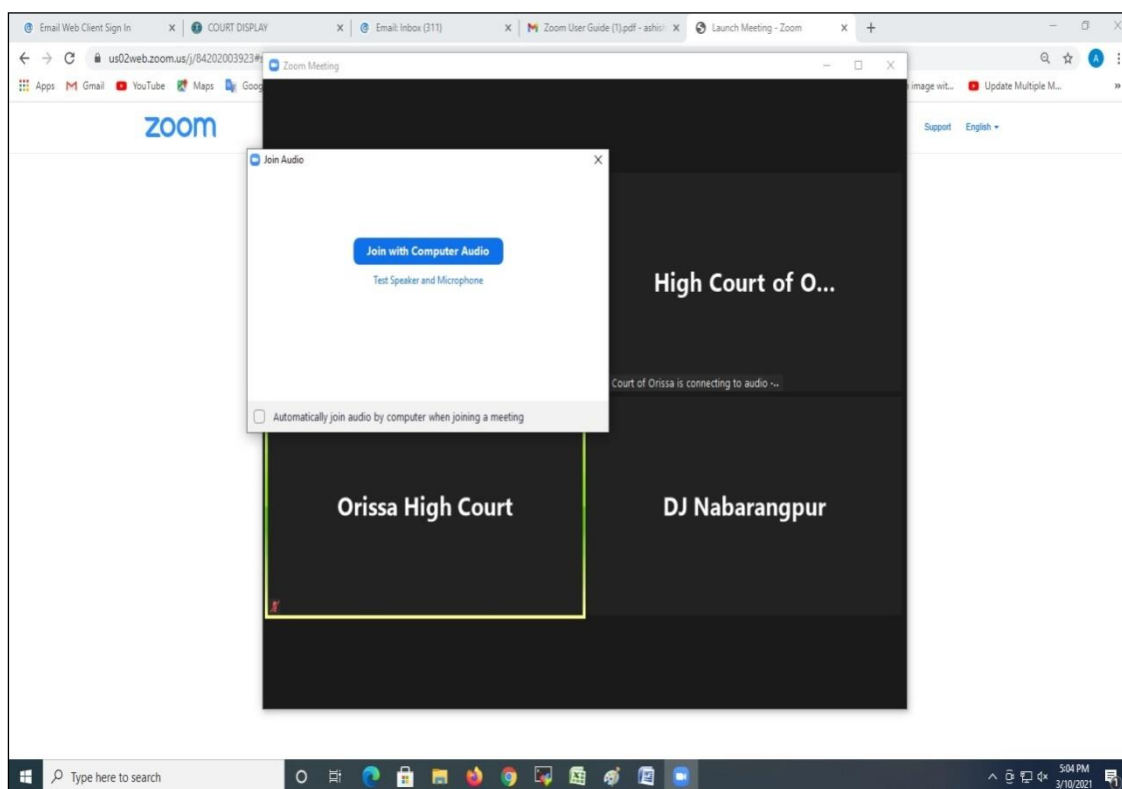 Email Web Client Sign In
COURT DISPLAY
Email: Inbox (311)
Zoom User Guide (1).pdf - ashish
Launch Meeting - Zoom
us02web.zoom.us/j/84202003923#
Apps Gmail YouTube Maps Goog
image wit... Update Multiple M...
zoom
Support English
Zoom Meeting
Join Audio
Join with Computer Audio
Test Speaker and Microphone
Automatically join audio by computer when joining a meeting
High Court of O...
Court of Orissa is connecting to audio -...
Orissa High Court
DJ Nabarangpur
Type here to search
5:04 PM
3/10/2021